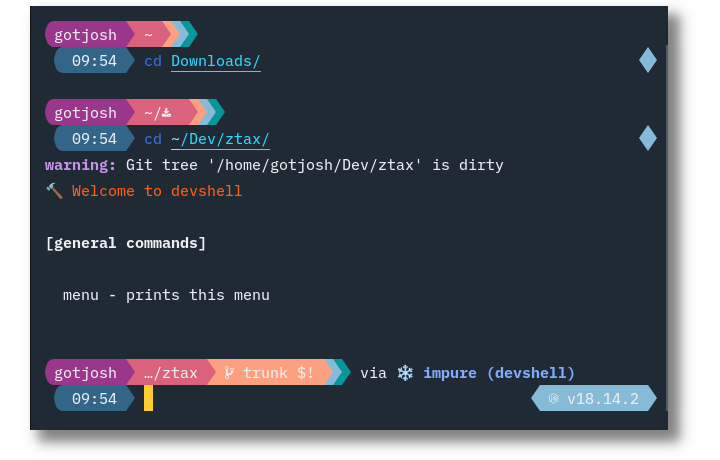 gotjosh ~
09:54 cd Downloads/
gotjosh ~/
09:54 cd ~/Dev/ztax/
warning: Git tree '/home/gotjosh/Dev/ztax' is dirty
Welcome to devshell
[general commands]
menu - prints this menu
gotjosh …/ztax trunk $! via ❄️ impure (devshell)
09:54 v18.14.2